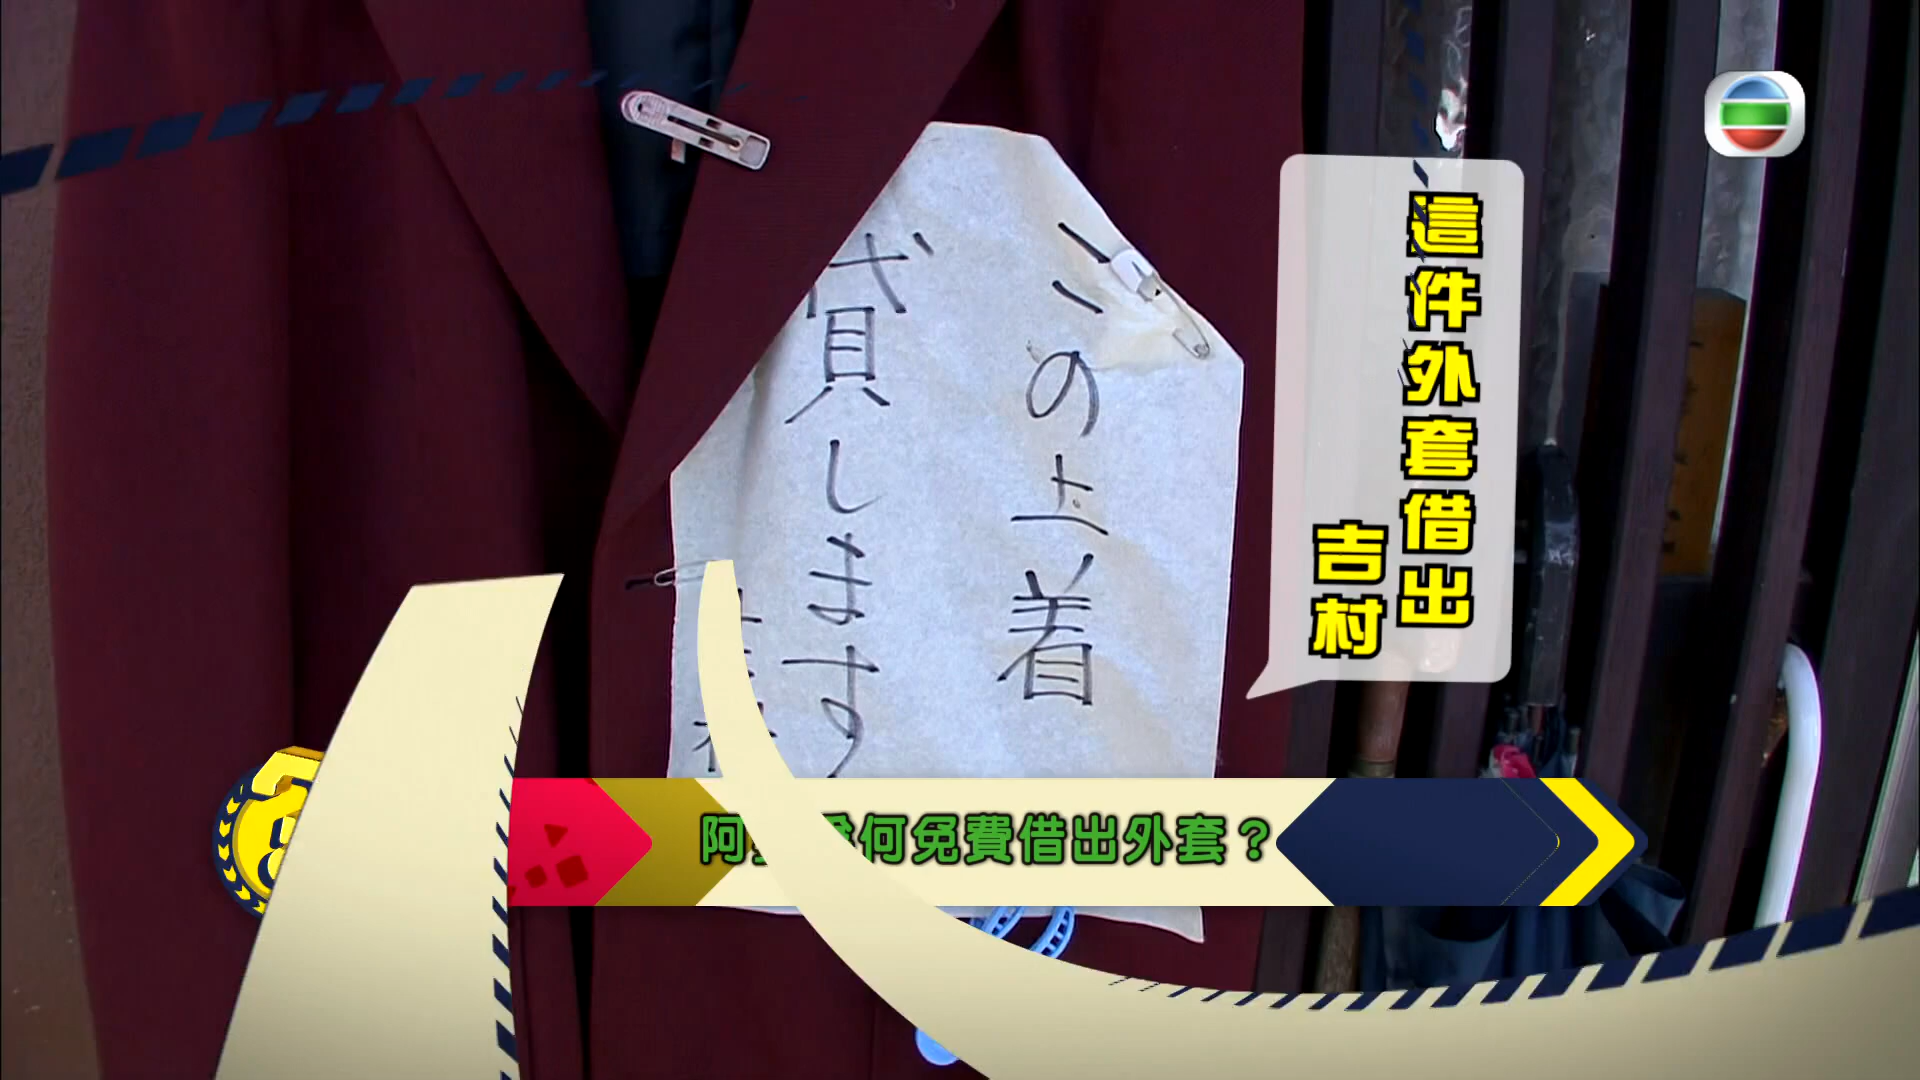 この上着
貸します
這件外套借出
吉村
阿何免費借出外套？